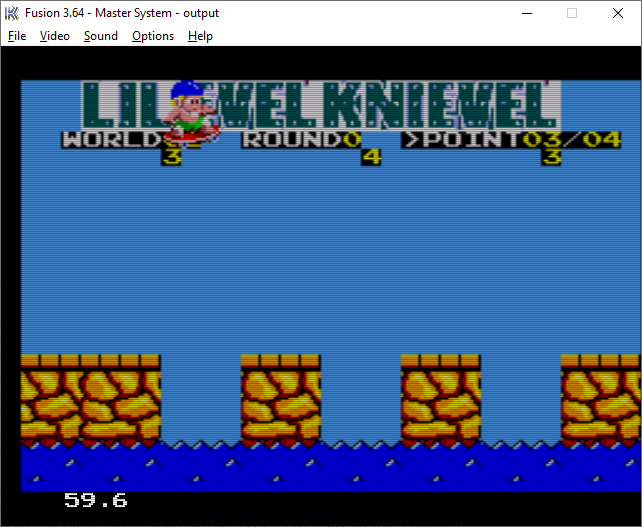 Fusion 3.64 - Master System - output
File Video Sound Options Help
LIL EVEL KNIEVEL
WORLD ROUND0 >POINT03/04
3 4 3
59.6